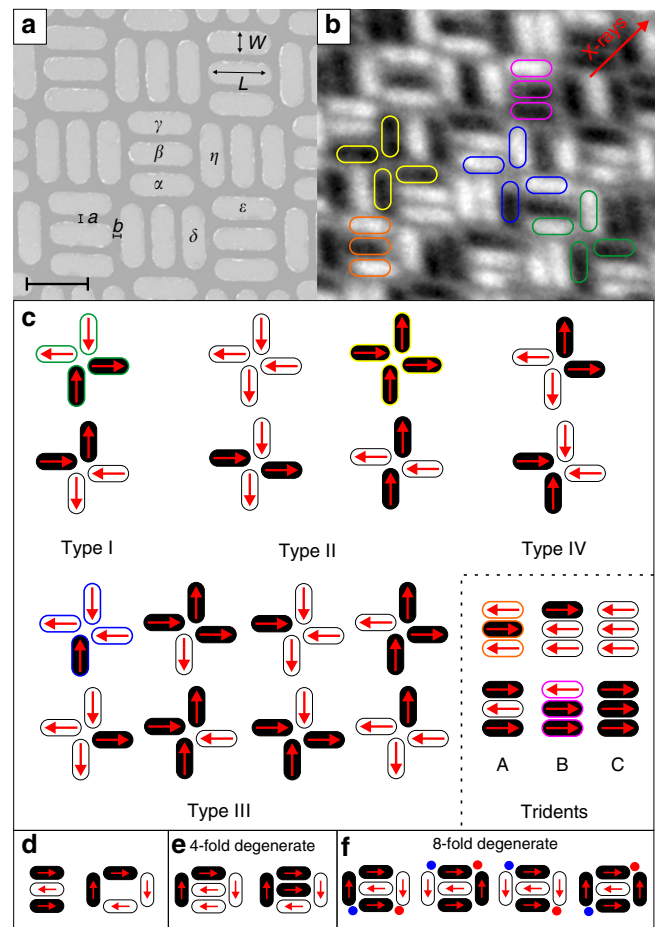 a
W
L
γ
β
α
η
a
b
δ
ε
b
X-rays
c
Type I
Type II
Type IV
Type III
A B C
Tridents
d
e 4-fold degenerate
f 8-fold degenerate